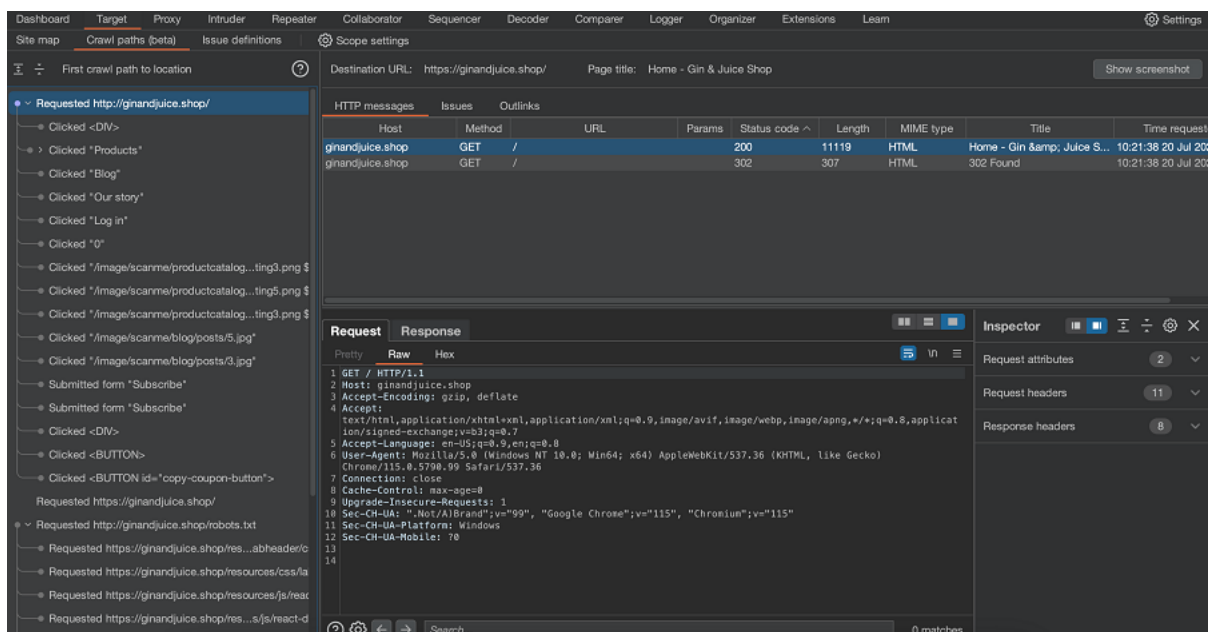 Dashboard Target Proxy Intruder Repeater Collaborator Sequencer Decoder Comparer Logger Organizer Extensions Learn Settings
Site map Crawl paths (beta) Issue definitions Scope settings
First crawl path to location
Requested http://ginandjuice.shop/
Clicked <DIV>
Clicked "Products"
Clicked "Blog"
Clicked "Our story"
Clicked "Log in"
Clicked "0"
Clicked "/image/scanme/productcatalog...ting3.png $
Clicked "/image/scanme/productcatalog...ting5.png $
Clicked "/image/scanme/productcatalog...ting3.png $
Clicked "/image/scanme/blog/posts/5.jpg"
Clicked "/image/scanme/blog/posts/3.jpg"
Submitted form "Subscribe"
Submitted form "Subscribe"
Clicked <DIV>
Clicked <BUTTON>
Clicked <BUTTON id="copy-coupon-button">
Requested https://ginandjuice.shop/
Requested http://ginandjuice.shop/robots.txt
Requested https://ginandjuice.shop/res...abheader/c
Requested https://ginandjuice.shop/resources/css/la
Requested https://ginandjuice.shop/resources/js/reac
Requested https://ginandjuice.shop/res...s/js/react-d
Destination URL: https://ginandjuice.shop/ Page title: Home - Gin & Juice Shop Show screenshot
HTTP messages Issues Outlinks
Host Method URL Params Status code Length MIME type Title Time request
ginandjuice.shop GET / 200 11119 HTML Home - Gin &amp; Juice S... 10:21:38 20 Jul 20
ginandjuice.shop GET / 302 307 HTML 302 Found 10:21:38 20 Jul 20
Request Response
Pretty Raw Hex \n
1 GET / HTTP/1.1
2 Host: ginandjuice.shop
3 Accept-Encoding: gzip, deflate
4 Accept:
text/html,application/xhtml+xml,application/xml;q=0.9,image/avif,image/webp,image/apng,*/*;q=0.8,applicat
ion/signed-exchange;v=b3;q=0.7
5 Accept-Language: en-US;q=0.9,en;q=0.8
6 User-Agent: Mozilla/5.0 (Windows NT 10.0; Win64; x64) AppleWebKit/537.36 (KHTML, like Gecko)
Chrome/115.0.5790.99 Safari/537.36
7 Connection: close
8 Cache-Control: max-age=0
9 Upgrade-Insecure-Requests: 1
10 Sec-CH-UA: ".Not/A)Brand";v="99", "Google Chrome";v="115", "Chromium";v="115"
11 Sec-CH-UA-Platform: Windows
12 Sec-CH-UA-Mobile: ?0
13
14
Search 0 matches
Inspector
Request attributes 2
Request headers 11
Response headers 8